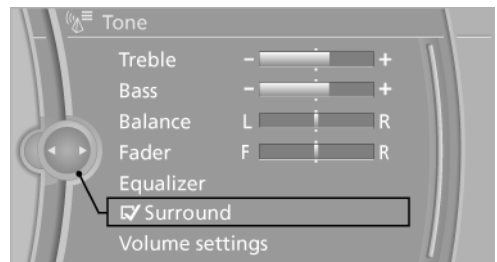 Tone
Treble - +
Bass - +
Balance L R
Fader F R
Equalizer
Surround
Volume settings